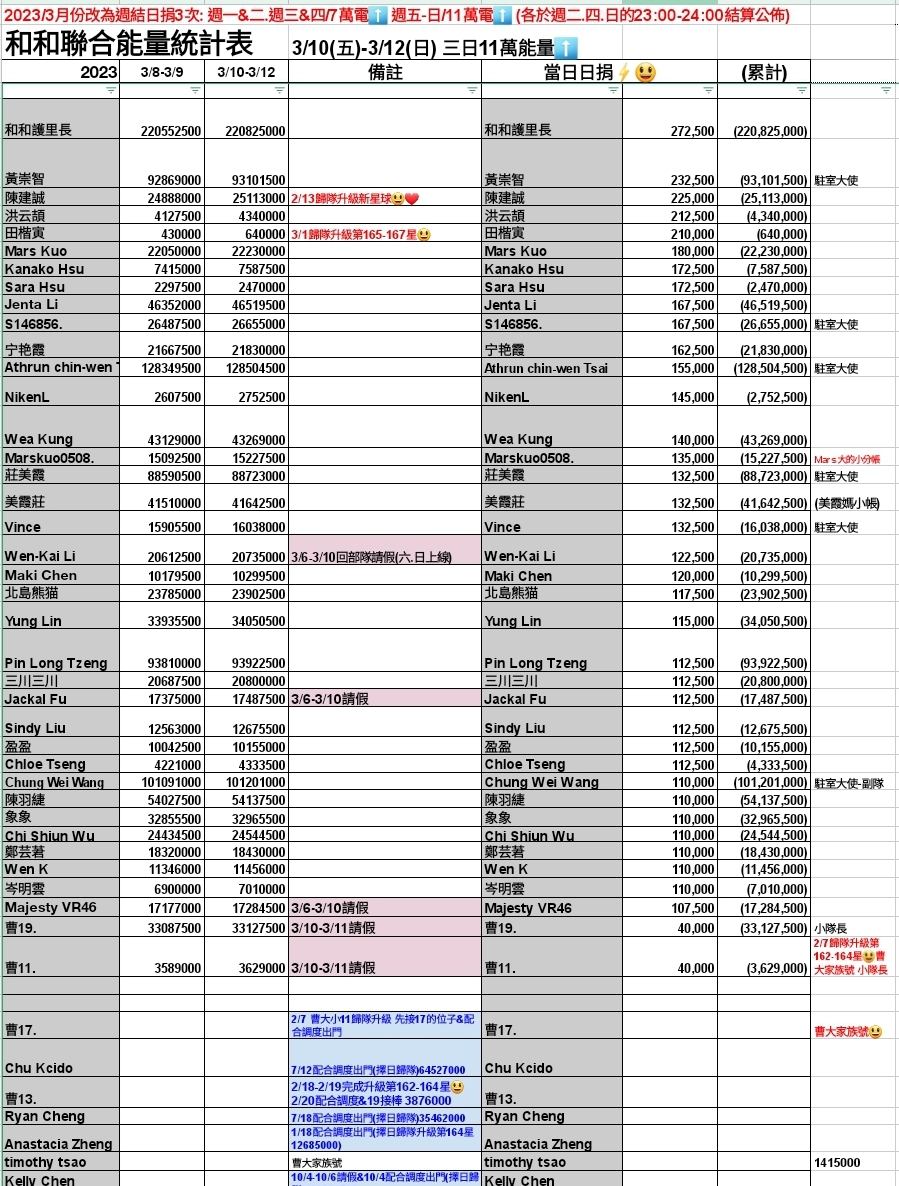 2023/3月份改為週結日捐3次: 週一&二.週三&四/7萬電⬆️ 週五-日/11萬電⬆️ (各於週二.四.日的23:00-24:00結算公佈)
和和聯合能量統計表 3/10(五)-3/12(日) 三日11萬能量⬆️
2023 3/8-3/9 3/10-3/12 備註 當日日捐⚡😃 (累計)
和和護里長 220552500 220825000 和和護里長 272,500 (220,825,000)
黃崇智 92869000 93101500 黃崇智 232,500 (93,101,500) 駐室大使
陳建誠 24888000 25113000 2/13歸隊升級新星球😃❤️ 陳建誠 225,000 (25,113,000)
洪云頡 4127500 4340000 洪云頡 212,500 (4,340,000)
田楷寅 430000 640000 3/1歸隊升級第165-167星😃 田楷寅 210,000 (640,000)
Mars Kuo 22050000 22230000 Mars Kuo 180,000 (22,230,000)
Kanako Hsu 7415000 7587500 Kanako Hsu 172,500 (7,587,500)
Sara Hsu 2297500 2470000 Sara Hsu 172,500 (2,470,000)
Jenta Li 46352000 46519500 Jenta Li 167,500 (46,519,500)
S146856. 26487500 26655000 S146856. 167,500 (26,655,000) 駐室大使
宁艳霞 21667500 21830000 宁艳霞 162,500 (21,830,000)
Athrun chin-wen 128349500 128504500 Athrun chin-wen Tsai 155,000 (128,504,500) 駐室大使
NikenL 2607500 2752500 NikenL 145,000 (2,752,500)
Wea Kung 43129000 43269000 Wea Kung 140,000 (43,269,000)
Marskuo0508. 15092500 15227500 Marskuo0508. 135,000 (15,227,500) Mars大的小分帳
莊美霞 88590500 88723000 莊美霞 132,500 (88,723,000) 駐室大使
美霞莊 41510000 41642500 美霞莊 132,500 (41,642,500) (美霞媽小帳)
Vince 15905500 16038000 Vince 132,500 (16,038,000) 駐室大使
Wen-Kai Li 20612500 20735000 3/6-3/10回部隊請假(六.日上線) Wen-Kai Li 122,500 (20,735,000)
Maki Chen 10179500 10299500 Maki Chen 120,000 (10,299,500)
北島熊猫 23785000 23902500 北島熊猫 117,500 (23,902,500)
Yung Lin 33935500 34050500 Yung Lin 115,000 (34,050,500)
Pin Long Tzeng 93810000 93922500 Pin Long Tzeng 112,500 (93,922,500)
三川三川 20687500 20800000 三川三川 112,500 (20,800,000)
Jackal Fu 17375000 17487500 3/6-3/10請假 Jackal Fu 112,500 (17,487,500)
Sindy Liu 12563000 12675500 Sindy Liu 112,500 (12,675,500)
盈盈 10042500 10155000 盈盈 112,500 (10,155,000)
Chloe Tseng 4221000 4333500 Chloe Tseng 112,500 (4,333,500)
Chung Wei Wang 101091000 101201000 Chung Wei Wang 110,000 (101,201,000) 駐室大使-副隊
陳羽緁 54027500 54137500 陳羽緁 110,000 (54,137,500)
象象 32855500 32965500 象象 110,000 (32,965,500)
Chi Shiun Wu 24434500 24544500 Chi Shiun Wu 110,000 (24,544,500)
鄭芸著 18320000 18430000 鄭芸著 110,000 (18,430,000)
Wen K 11346000 11456000 Wen K 110,000 (11,456,000)
岑明雲 6900000 7010000 岑明雲 110,000 (7,010,000)
Majesty VR46 17177000 17284500 3/6-3/10請假 Majesty VR46 107,500 (17,284,500)
曹19. 33087500 33127500 3/10-3/11請假 曹19. 40,000 (33,127,500) 小隊長
曹11. 3589000 3629000 3/10-3/11請假 曹11. 40,000 (3,629,000) 2/7歸隊升級第
162-164星😃曹
大家族號 小隊長
曹17. 2/7 曹大小11歸隊升級 先接17的位子&配
合調度出門 曹17. 曹大家族號😃
Chu Kcido 7/12配合調度出門(擇日歸隊)64527000 Chu Kcido
曹13. 2/18-2/19完成升級第162-164星😃
2/20配合調度&19接棒 3876000 曹13.
Ryan Cheng 7/18配合調度出門(擇日歸隊)35462000 Ryan Cheng
Anastacia Zheng 1/18配合調度出門(擇日歸隊升級第164星
12685000) Anastacia Zheng
timothy tsao 曹大家族號 timothy tsao 1415000
Kelly Chen 10/4-10/6請假&10/4配合調度出門(擇日歸 Kelly Chen